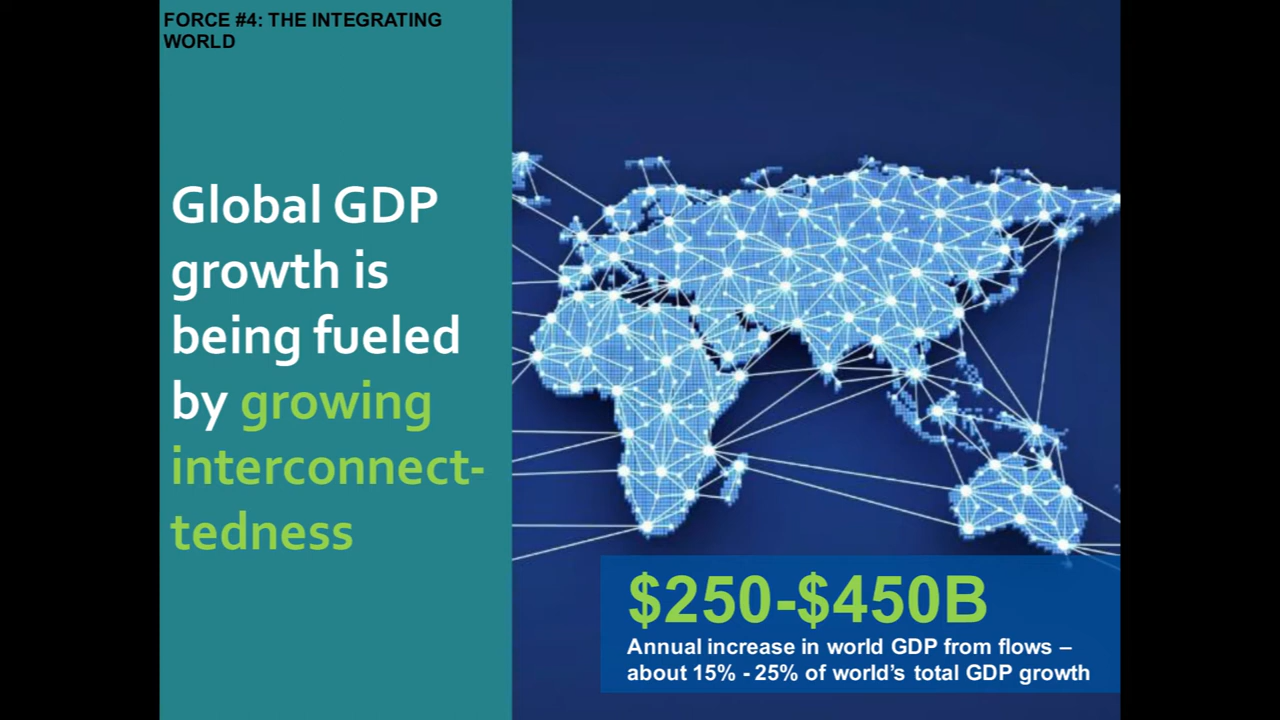 FORCE #4: THE INTEGRATING
WORLD
Global GDP
growth is
being fueled
by growing
interconnect-
tedness
$250-$450B
Annual increase in world GDP from flows –
about 15% - 25% of world's total GDP growth